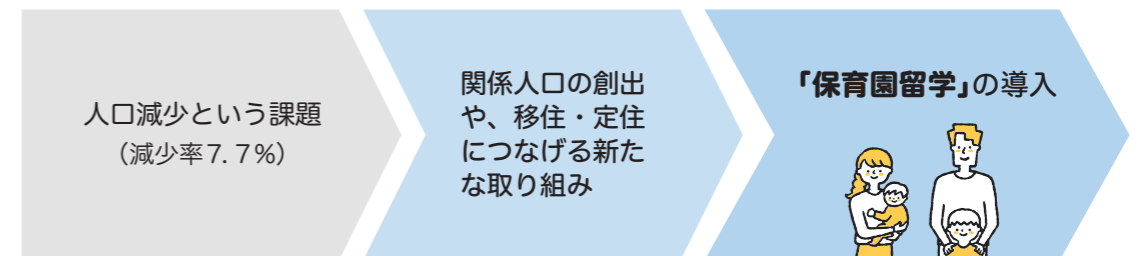 人口減少という課題
（減少率7.7%）
関係人口の創出
や、移住・定住
につなげる新た
な取り組み
「保育園留学」の導入